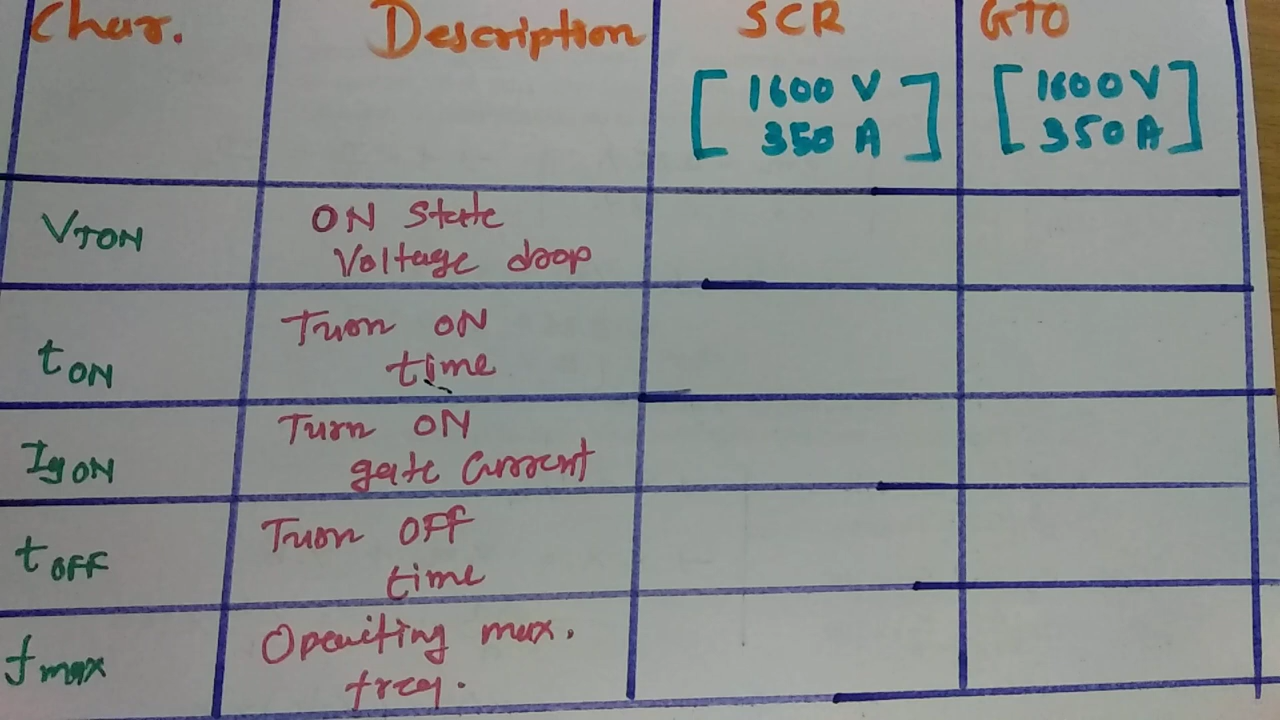 Char. Description SCR GTO
[1600 V 350 A] [1600 V 350 A]
VTON ON State
Voltage drop
tON Turn ON
time
IgON Turn ON
gate Current
tOFF Turn OFF
time
fmax Operating max.
freq.